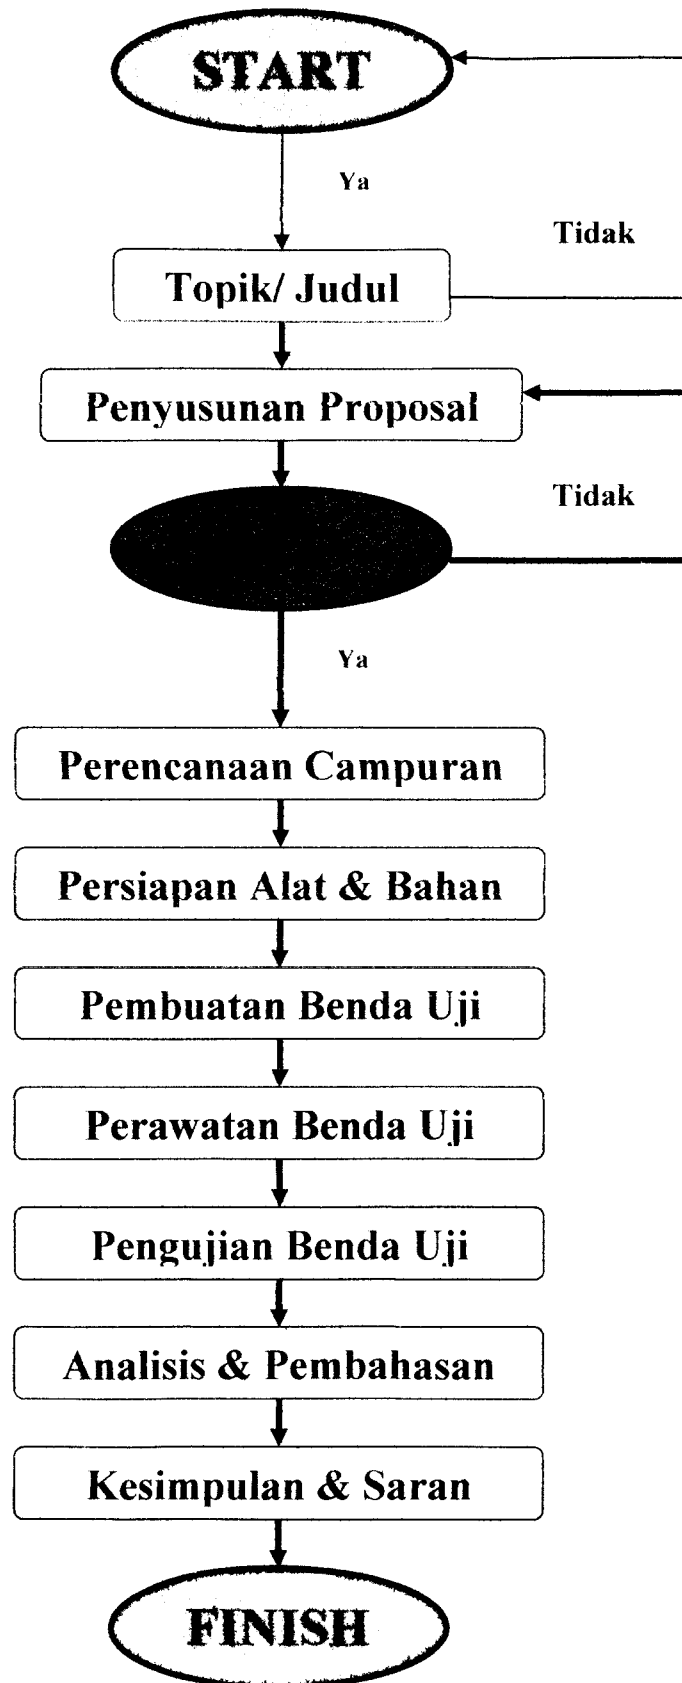 START
Ya
Tidak
Topik/ Judul
Penyusunan Proposal
Tidak
Ya
Perencanaan Campuran
Persiapan Alat & Bahan
Pembuatan Benda Uji
Perawatan Benda Uji
Pengujian Benda Uji
Analisis & Pembahasan
Kesimpulan & Saran
FINISH